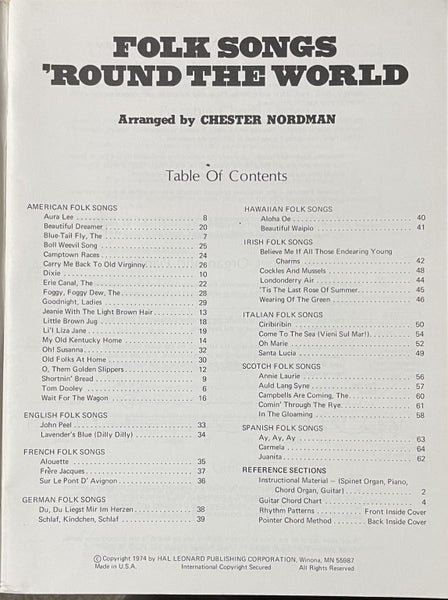 FOLK SONGS
'ROUND THE WORLD
Arranged by CHESTER NORDMAN
Table Of Contents
AMERICAN FOLK SONGS
Aura Lee 8
Beautiful Dreamer 20
Blue-Tail Fly, The 7
Boll Weevil Song 25
Camptown Races 24
Carry Me Back To Old Virginny 26
Dixie 10
Erie Canal, The 22
Foggy, Foggy Dew, The 28
Goodnight, Ladies 29
Jeanie With The Light Brown Hair 13
Little Brown Jug 18
Li'l Liza Jane 19
My Old Kentucky Home 14
Oh! Susanna 32
Old Folks At Home 30
O, Them Golden Slippers 12
Shortnin' Bread 9
Tom Dooley 6
Wait For The Wagon 16
ENGLISH FOLK SONGS
John Peel 33
Lavender's Blue (Dilly Dilly) 34
FRENCH FOLK SONGS
Alouette 35
Frère Jacques 37
Sur Le Pont D' Avignon 36
GERMAN FOLK SONGS
Du, Du Liegst Mir Im Herzen 38
Schlaf, Kindchen, Schlaf 39
HAWAIIAN FOLK SONGS
Aloha Oe 40
Beautiful Waipio 41
IRISH FOLK SONGS
Believe Me If All Those Endearing Young
Charms 42
Cockles And Mussels 48
Londonderry Air 44
'Tis The Last Rose Of Summer 45
Wearing Of The Green 46
ITALIAN FOLK SONGS
Ciribiribin 50
Come To The Sea (Vieni Sul Mar!) 54
Oh Marie 52
Santa Lucia 49
SCOTCH FOLK SONGS
Annie Laurie 56
Auld Lang Syne 57
Campbells Are Coming, The 60
Comin' Through The Rye 61
In The Gloaming 58
SPANISH FOLK SONGS
Ay, Ay, Ay 63
Carmela 64
Juanita 62
REFERENCE SECTIONS
Instructional Material – (Spinet Organ, Piano,
Chord Organ, Guitar) 2
Guitar Chord Chart 4
Rhythm Patterns Front Inside Cover
Pointer Chord Method Back Inside Cover
© Copyright 1974 by HAL LEONARD PUBLISHING CORPORATION, Winona, MN 55987
Made in U.S.A. International Copyright Secured All Rights Reserved